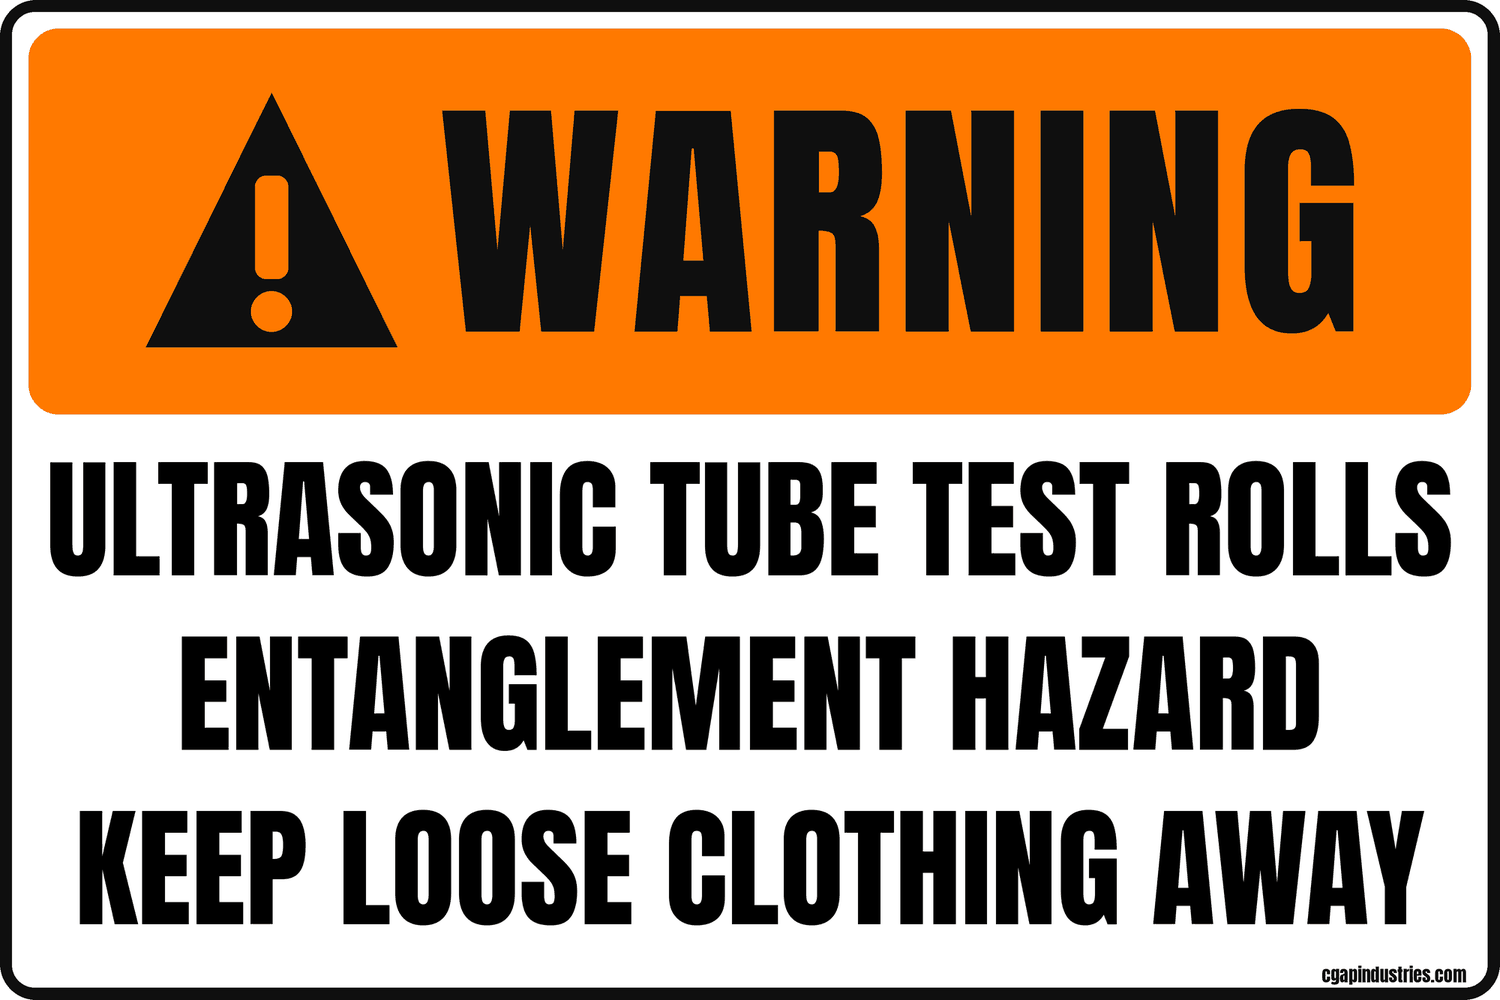 WARNING
ULTRASONIC TUBE TEST ROLLS
ENTANGLEMENT HAZARD
KEEP LOOSE CLOTHING AWAY
cgapindustries.com